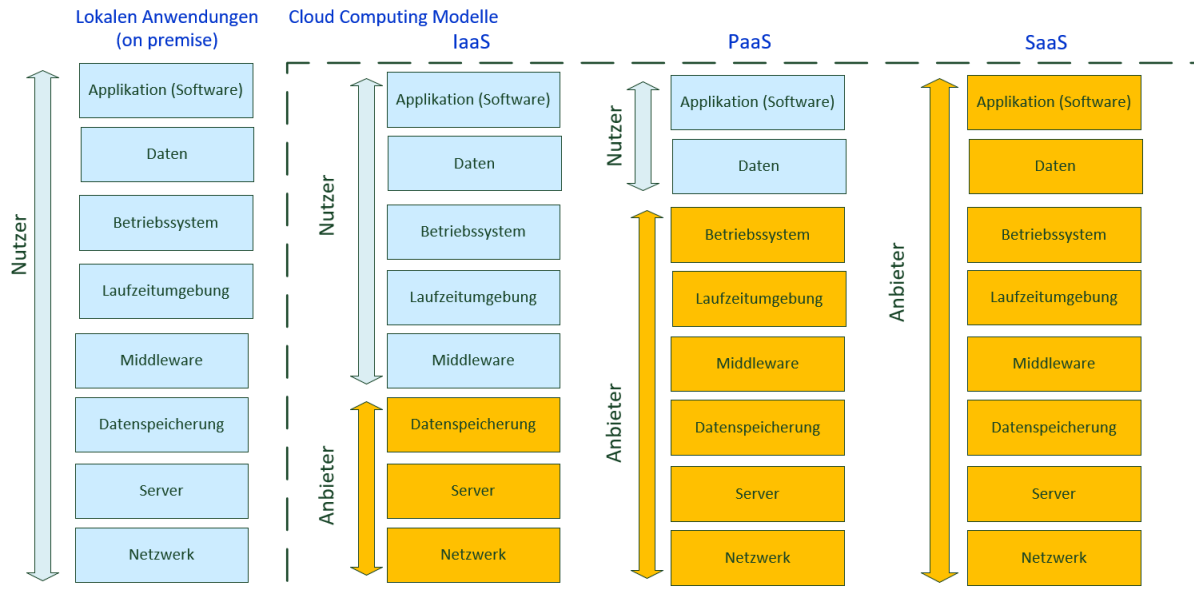 Lokalen Anwendungen
(on premise)
Cloud Computing Modelle
IaaS
PaaS
SaaS
Nutzer
Applikation (Software)
Daten
Betriebssystem
Laufzeitumgebung
Middleware
Datenspeicherung
Server
Netzwerk
Nutzer
Anbieter
Applikation (Software)
Daten
Betriebssystem
Laufzeitumgebung
Middleware
Datenspeicherung
Server
Netzwerk
Nutzer
Anbieter
Applikation (Software)
Daten
Betriebssystem
Laufzeitumgebung
Middleware
Datenspeicherung
Server
Netzwerk
Anbieter
Applikation (Software)
Daten
Betriebssystem
Laufzeitumgebung
Middleware
Datenspeicherung
Server
Netzwerk